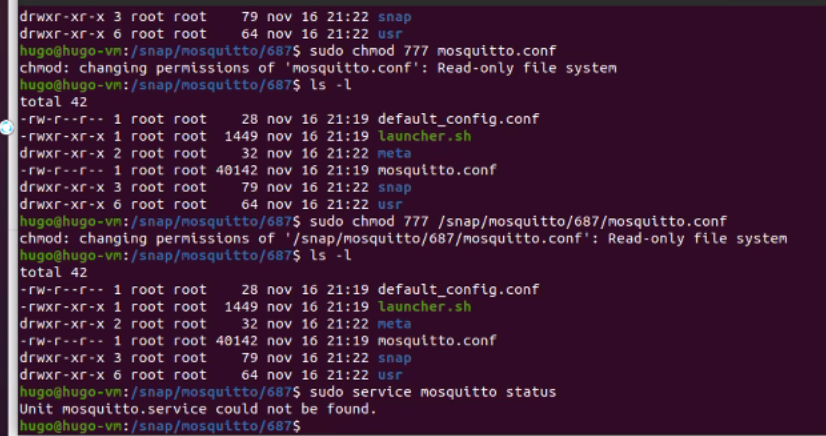 drwxr-xr-x 3 root root    79 nov 16 21:22 snap
drwxr-xr-x 6 root root    64 nov 16 21:22 usr
hugo@hugo-vm:/snap/mosquitto/687$ sudo chmod 777 mosquitto.conf
chmod: changing permissions of 'mosquitto.conf': Read-only file system
hugo@hugo-vm:/snap/mosquitto/687$ ls -l
total 42
-rw-r--r-- 1 root root    28 nov 16 21:19 default_config.conf
-rwxr-xr-x 1 root root  1449 nov 16 21:19 launcher.sh
drwxr-xr-x 2 root root    32 nov 16 21:22 meta
-rw-r--r-- 1 root root 40142 nov 16 21:19 mosquitto.conf
drwxr-xr-x 3 root root    79 nov 16 21:22 snap
drwxr-xr-x 6 root root    64 nov 16 21:22 usr
hugo@hugo-vm:/snap/mosquitto/687$ sudo chmod 777 /snap/mosquitto/687/mosquitto.conf
chmod: changing permissions of '/snap/mosquitto/687/mosquitto.conf': Read-only file system
hugo@hugo-vm:/snap/mosquitto/687$ ls -l
total 42
-rw-r--r-- 1 root root    28 nov 16 21:19 default_config.conf
-rwxr-xr-x 1 root root  1449 nov 16 21:19 launcher.sh
drwxr-xr-x 2 root root    32 nov 16 21:22 meta
-rw-r--r-- 1 root root 40142 nov 16 21:19 mosquitto.conf
drwxr-xr-x 3 root root    79 nov 16 21:22 snap
drwxr-xr-x 6 root root    64 nov 16 21:22 usr
hugo@hugo-vm:/snap/mosquitto/687$ sudo service mosquitto status
Unit mosquitto.service could not be found.
hugo@hugo-vm:/snap/mosquitto/687$